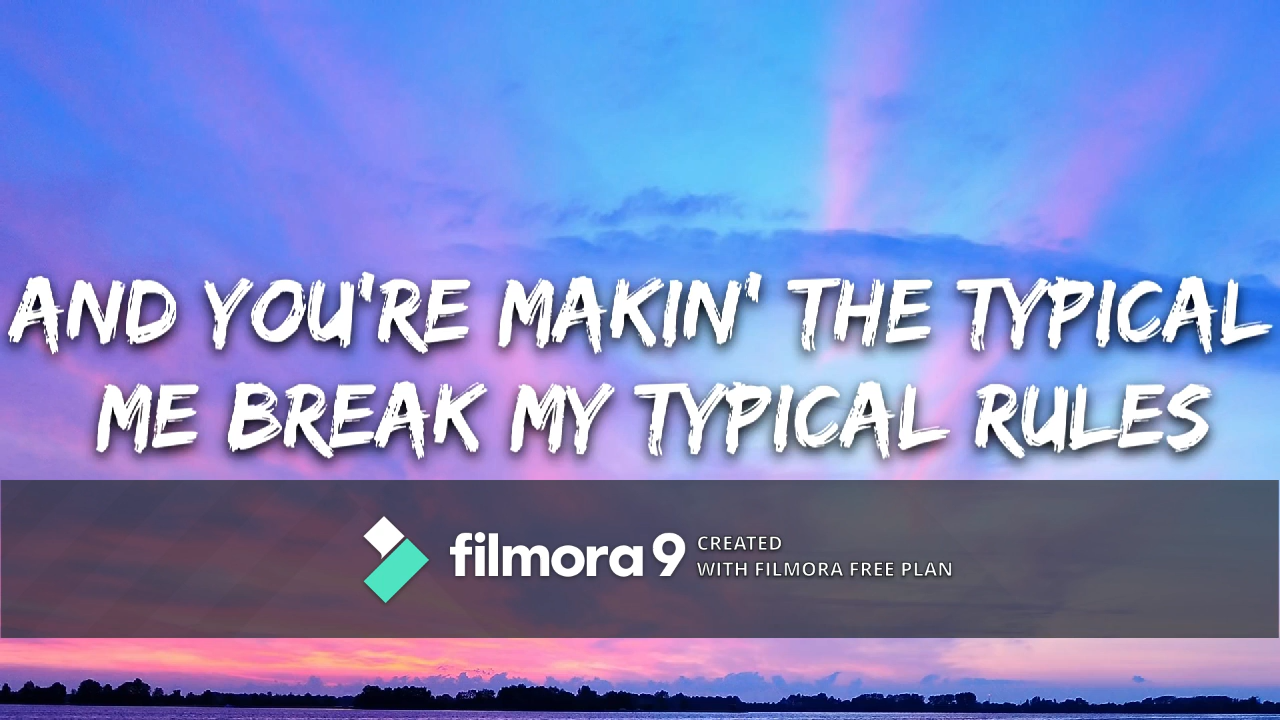 AND YOU'RE MAKIN' THE TYPICAL
ME BREAK MY TYPICAL RULES
filmora 9
CREATED
WITH FILMORA FREE PLAN